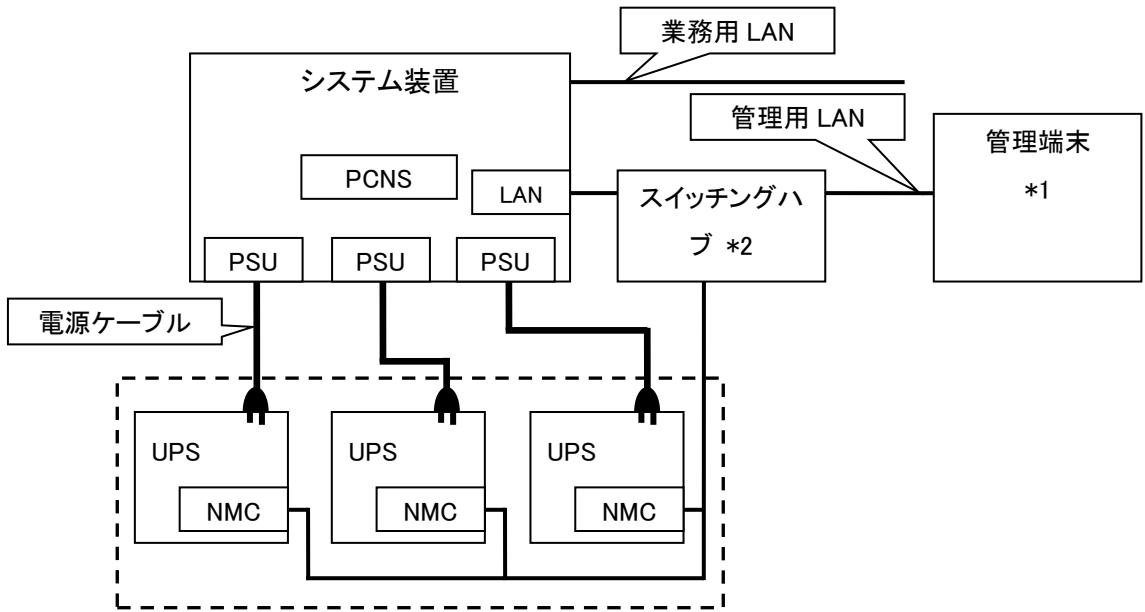 業務用 LAN
システム装置
管理用 LAN
管理端末
*1
PCNS
LAN
スイッチングハ
ブ *2
PSU
PSU
PSU
電源ケーブル
UPS
UPS
UPS
NMC
NMC
NMC